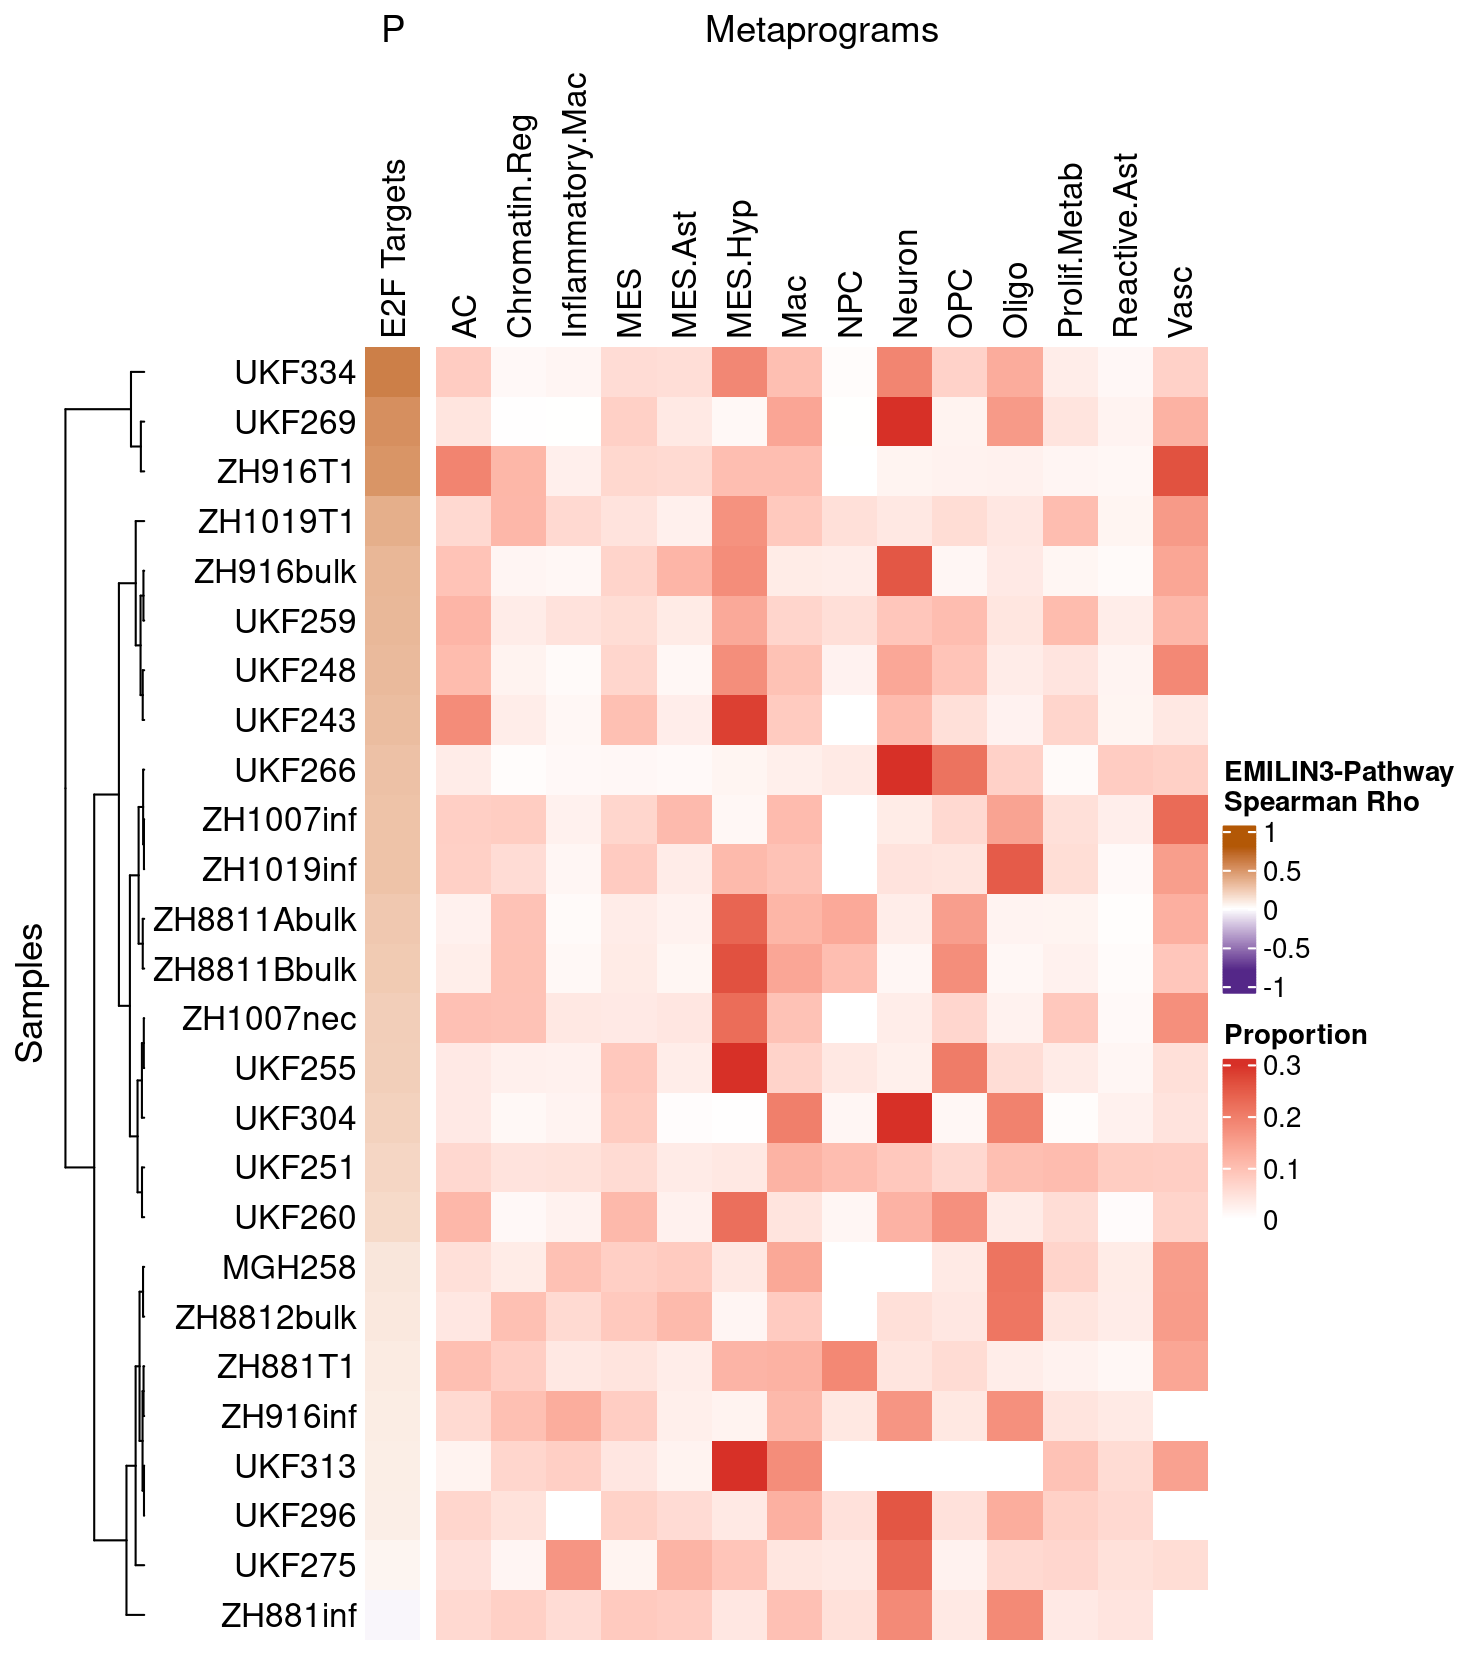 P
Metaprograms
E2F Targets
AC
Chromatin.Reg
Inflammatory.Mac
MES
MES.Ast
MES.Hyp
Mac
NPC
Neuron
OPC
Oligo
Prolif.Metab
Reactive.Ast
Vasc
Samples
UKF334
UKF269
ZH916T1
ZH1019T1
ZH916bulk
UKF259
UKF248
UKF243
UKF266
ZH1007inf
ZH1019inf
ZH8811Abulk
ZH8811Bbulk
ZH1007nec
UKF255
UKF304
UKF251
UKF260
MGH258
ZH8812bulk
ZH881T1
ZH916inf
UKF313
UKF296
UKF275
ZH881inf
EMILIN3-Pathway
Spearman Rho
1
0.5
0
-0.5
-1
Proportion
0.3
0.2
0.1
0